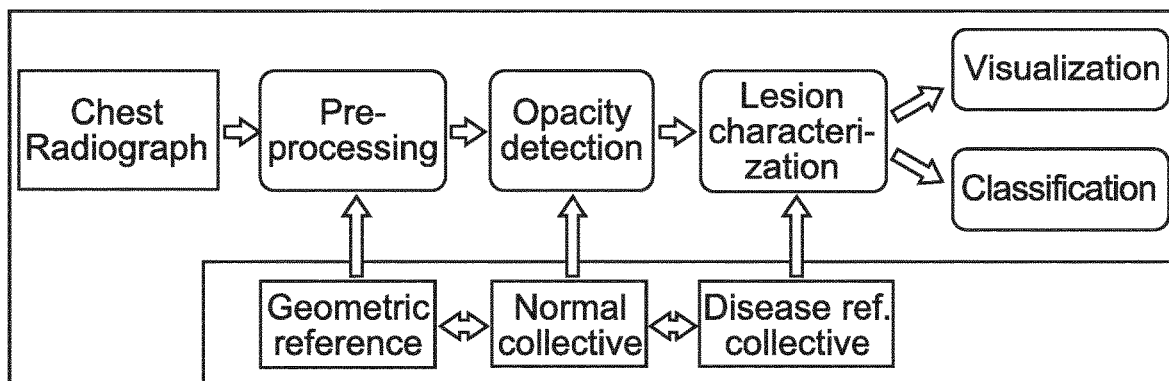 Chest
Radiograph
Pre-
processing
Opacity
detection
Lesion
characteri-
zation
Visualization
Classification
Geometric
reference
Normal
collective
Disease ref.
collective